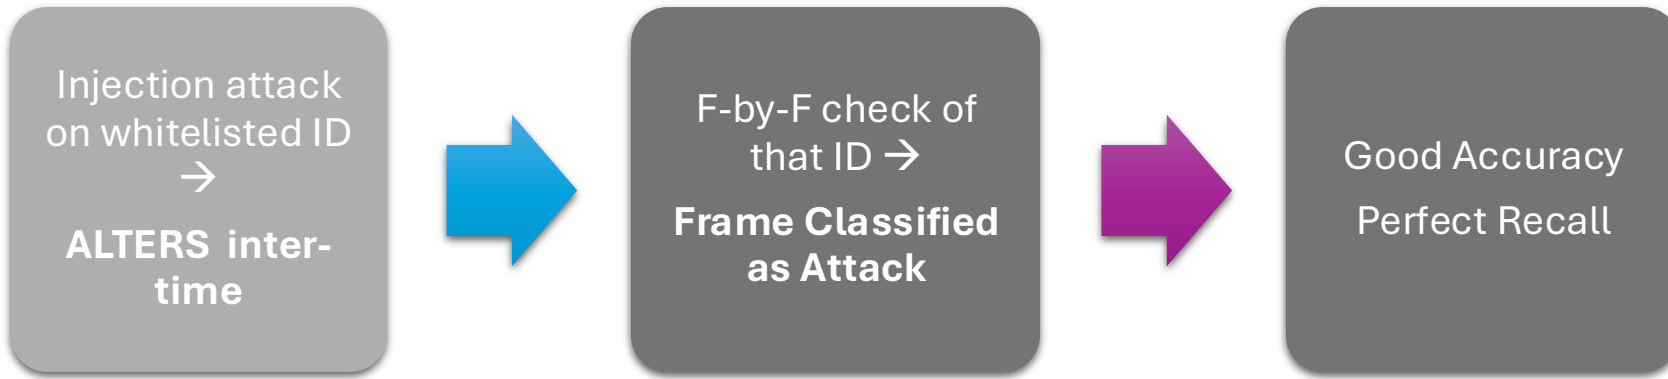 Injection attack
on whitelisted ID
→
ALTERS inter-
time
F-by-F check of
that ID →
Frame Classified
as Attack
Good Accuracy
Perfect Recall